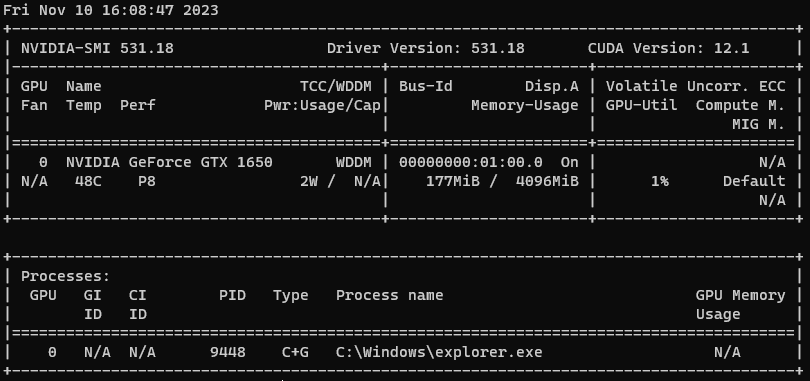 Fri Nov 10 16:08:47 2023
+---------------------------------------------------------------------------------------+
| NVIDIA-SMI 531.18                 Driver Version: 531.18       CUDA Version: 12.1     |
|-----------------------------------------+----------------------+----------------------+
| GPU  Name                      TCC/WDDM | Bus-Id        Disp.A | Volatile Uncorr. ECC |
| Fan  Temp  Perf            Pwr:Usage/Cap|         Memory-Usage | GPU-Util  Compute M. |
|                                         |                      |               MIG M. |
|=========================================+======================+======================|
|   0  NVIDIA GeForce GTX 1650       WDDM | 00000000:01:00.0  On |                  N/A |
| N/A   48C    P8                2W /  N/A|    177MiB /  4096MiB |      1%      Default |
|                                         |                      |                  N/A |
+-----------------------------------------+----------------------+----------------------+

+---------------------------------------------------------------------------------------+
| Processes:                                                                            |
|  GPU   GI   CI        PID   Type   Process name                            GPU Memory |
|        ID   ID                                                             Usage      |
|=======================================================================================|
|    0   N/A  N/A      9448    C+G   C:\Windows\explorer.exe                   N/A      |
+---------------------------------------------------------------------------------------+